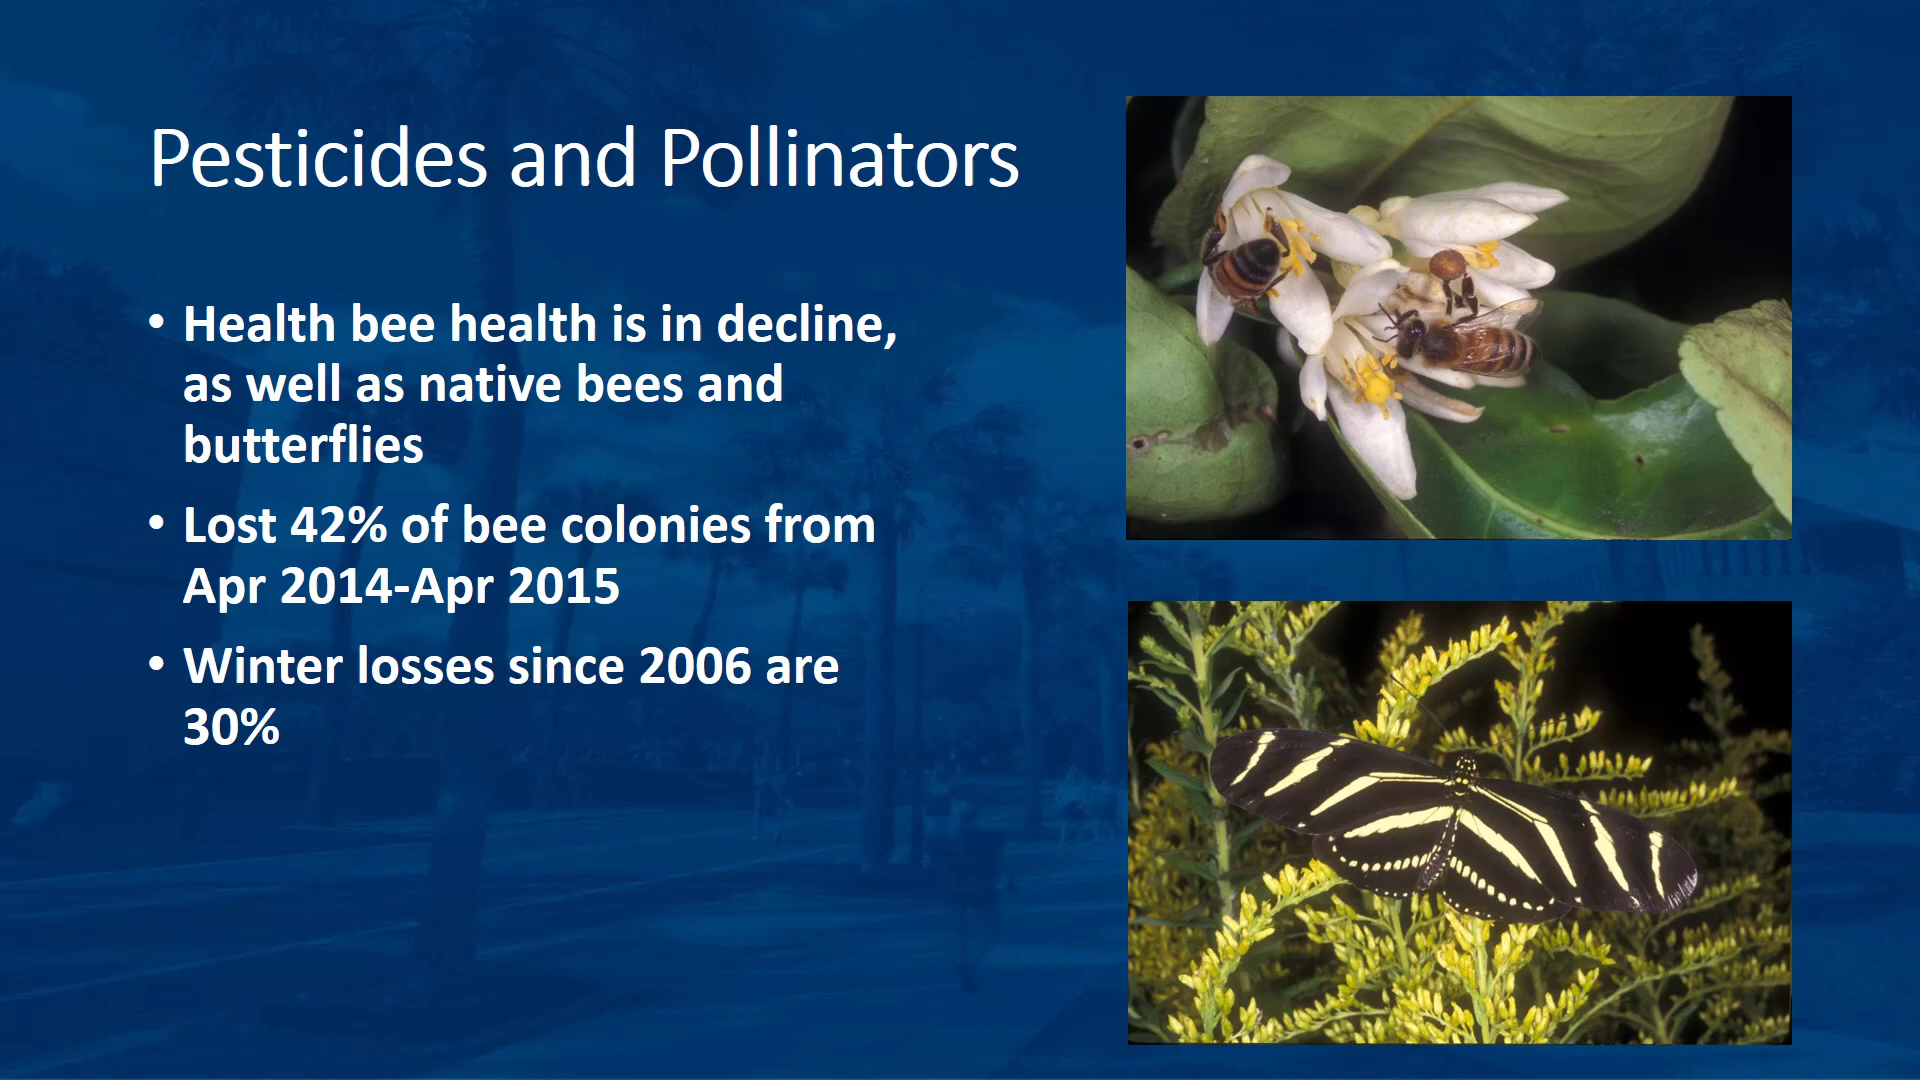 Pesticides and Pollinators
• Health bee health is in decline,
as well as native bees and
butterflies
• Lost 42% of bee colonies from
Apr 2014-Apr 2015
• Winter losses since 2006 are
30%